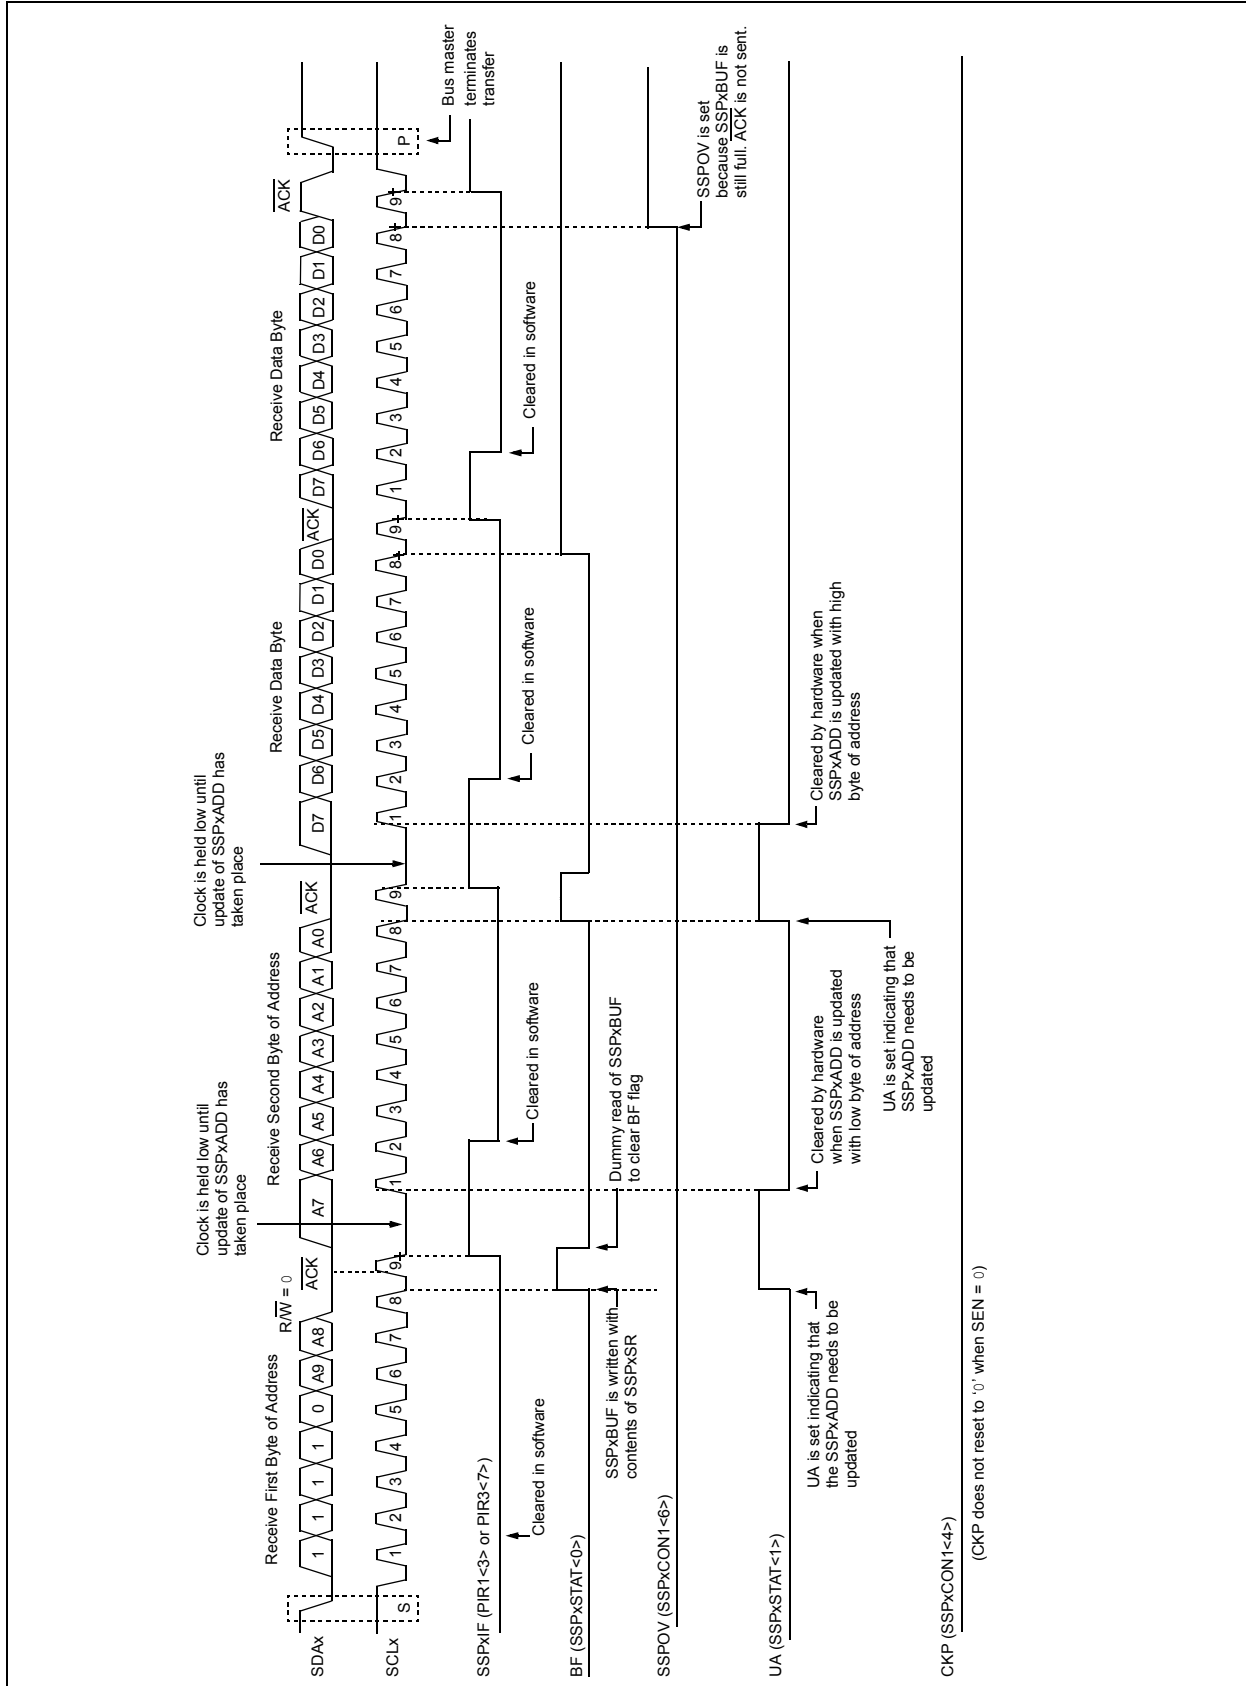 Receive First Byte of Address
R/W = 0
Clock is held low until
update of SSPxADD has
taken place
Receive Second Byte of Address
Clock is held low until
update of SSPxADD has
taken place
Receive Data Byte
Receive Data Byte
SDAx
1 1 1 1 0 A9 A8 ACK A7 A6 A5 A4 A3 A2 A1 A0 ACK D7 D6 D5 D4 D3 D2 D1 D0 ACK D7 D6 D5 D4 D3 D2 D1 D0 ACK
SCLx
S 1 2 3 4 5 6 7 8 9 1 2 3 4 5 6 7 8 9 1 2 3 4 5 6 7 8 9 1 2 3 4 5 6 7 8 9 P
Bus master
terminates
transfer
SSPxIF (PIR1<3> or PIR3<7>)
Cleared in software
Cleared in software
Cleared in software
Cleared in software
BF (SSPxSTAT<0>)
SSPxBUF is written with
contents of SSPxSR
Dummy read of SSPxBUF
to clear BF flag
SSPOV (SSPxCON1<6>)
SSPOV is set
because SSPxBUF is
still full. ACK is not sent.
UA (SSPxSTAT<1>)
UA is set indicating that
the SSPxADD needs to be
updated
Cleared by hardware
when SSPxADD is updated
with low byte of address
UA is set indicating that
SSPxADD needs to be
updated
Cleared by hardware when
SSPxADD is updated with high
byte of address
CKP (SSPxCON1<4>)
(CKP does not reset to ‘0’ when SEN = 0)